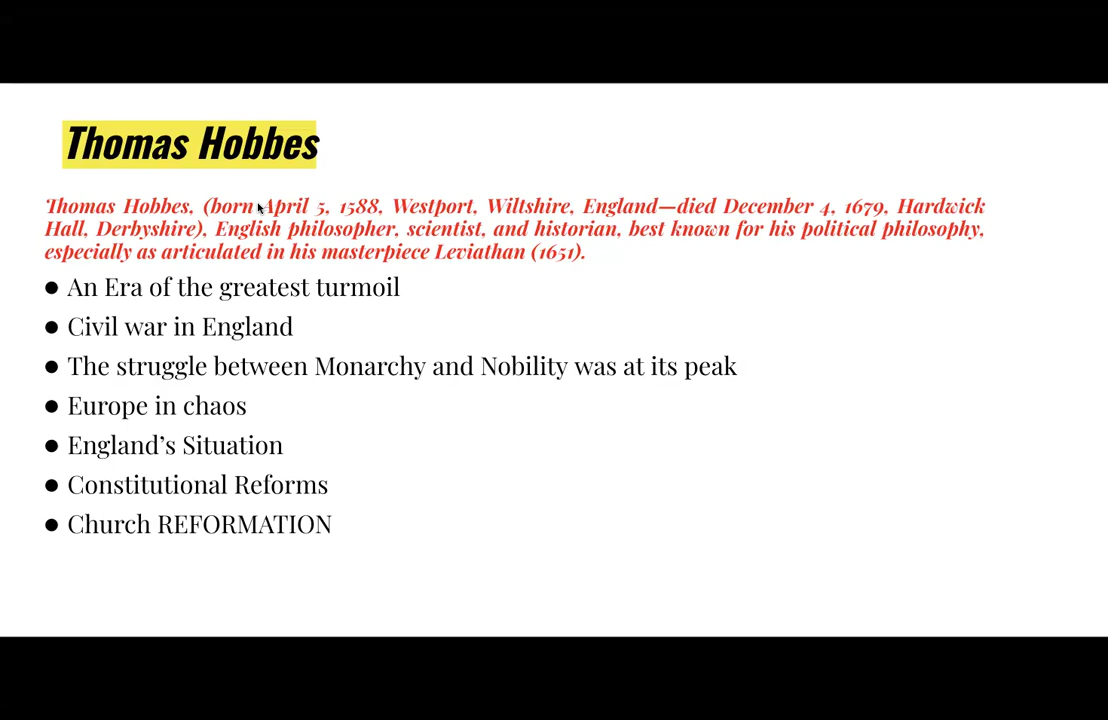 Thomas Hobbes
Thomas Hobbes, (born April 5, 1588, Westport, Wiltshire, England—died December 4, 1679, Hardwick
Hall, Derbyshire), English philosopher, scientist, and historian, best known for his political philosophy,
especially as articulated in his masterpiece Leviathan (1651).
● An Era of the greatest turmoil
● Civil war in England
● The struggle between Monarchy and Nobility was at its peak
● Europe in chaos
● England’s Situation
● Constitutional Reforms
● Church REFORMATION